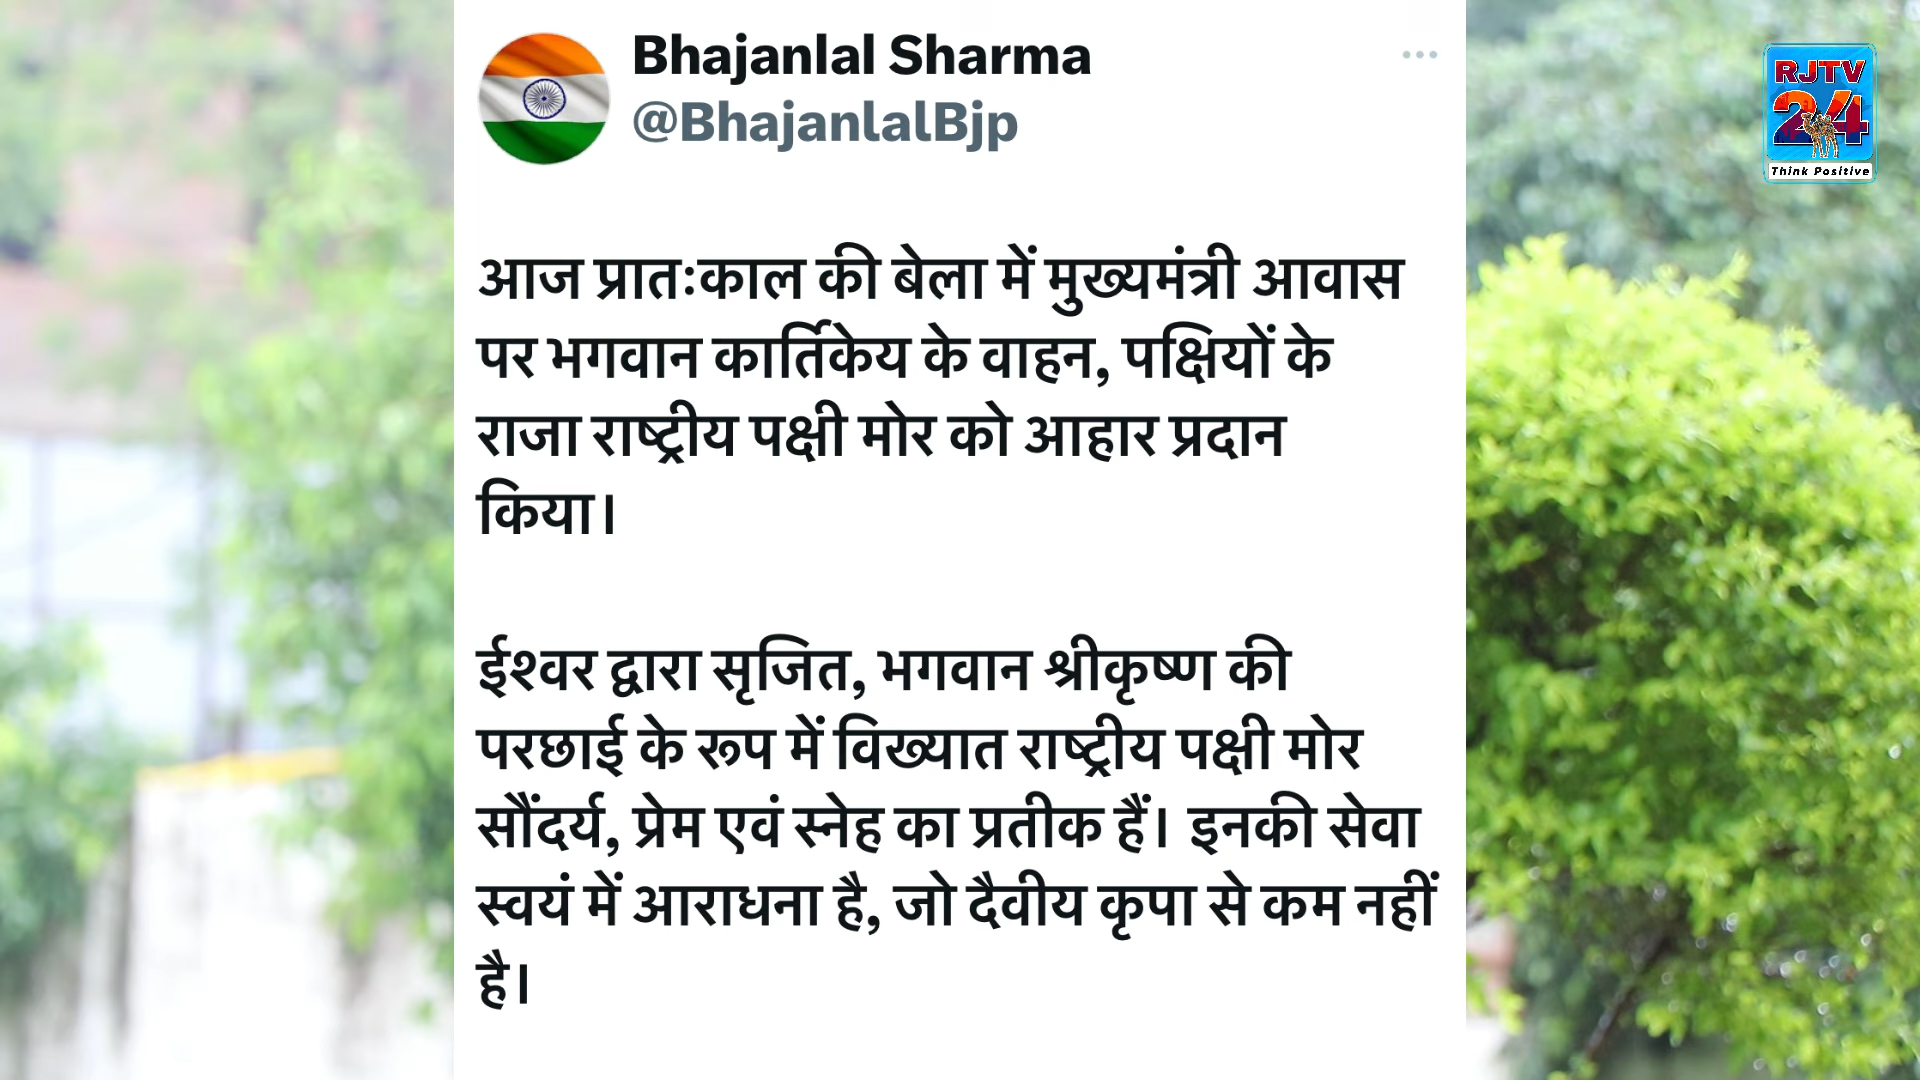 Bhajanlal Sharma
@BhajanlalBjp
आज प्रातःकाल की बेला में मुख्यमंत्री आवास
पर भगवान कार्तिकेय के वाहन, पक्षियों के
राजा राष्ट्रीय पक्षी मोर को आहार प्रदान
किया।
ईश्वर द्वारा सृजित, भगवान श्रीकृष्ण की
परछाई के रूप में विख्यात राष्ट्रीय पक्षी मोर
सौंदर्य, प्रेम एवं स्नेह का प्रतीक हैं। इनकी सेवा
स्वयं में आराधना है, जो दैवीय कृपा से कम नहीं
है।
RJTV
24
Think Positive